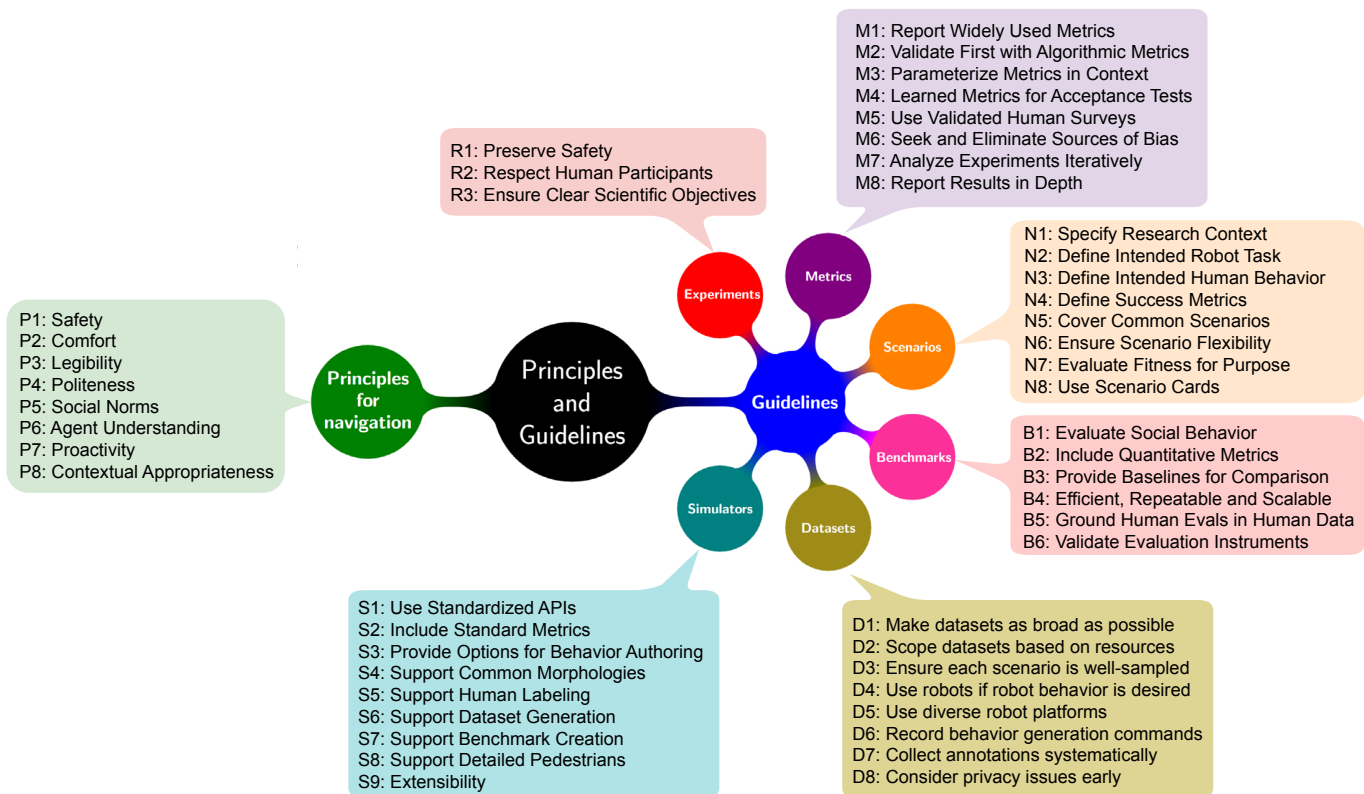 M1: Report Widely Used Metrics
M2: Validate First with Algorithmic Metrics
M3: Parameterize Metrics in Context
M4: Learned Metrics for Acceptance Tests
M5: Use Validated Human Surveys
M6: Seek and Eliminate Sources of Bias
M7: Analyze Experiments Iteratively
M8: Report Results in Depth
R1: Preserve Safety
R2: Respect Human Participants
R3: Ensure Clear Scientific Objectives
N1: Specify Research Context
N2: Define Intended Robot Task
N3: Define Intended Human Behavior
N4: Define Success Metrics
N5: Cover Common Scenarios
N6: Ensure Scenario Flexibility
N7: Evaluate Fitness for Purpose
N8: Use Scenario Cards
P1: Safety
P2: Comfort
P3: Legibility
P4: Politeness
P5: Social Norms
P6: Agent Understanding
P7: Proactivity
P8: Contextual Appropriateness
Principles
for
navigation
Principles
and
Guidelines
Experiments
Metrics
Scenarios
Guidelines
Benchmarks
Simulators
Datasets
B1: Evaluate Social Behavior
B2: Include Quantitative Metrics
B3: Provide Baselines for Comparison
B4: Efficient, Repeatable and Scalable
B5: Ground Human Evals in Human Data
B6: Validate Evaluation Instruments
S1: Use Standardized APIs
S2: Include Standard Metrics
S3: Provide Options for Behavior Authoring
S4: Support Common Morphologies
S5: Support Human Labeling
S6: Support Dataset Generation
S7: Support Benchmark Creation
S8: Support Detailed Pedestrians
S9: Extensibility
D1: Make datasets as broad as possible
D2: Scope datasets based on resources
D3: Ensure each scenario is well-sampled
D4: Use robots if robot behavior is desired
D5: Use diverse robot platforms
D6: Record behavior generation commands
D7: Collect annotations systematically
D8: Consider privacy issues early